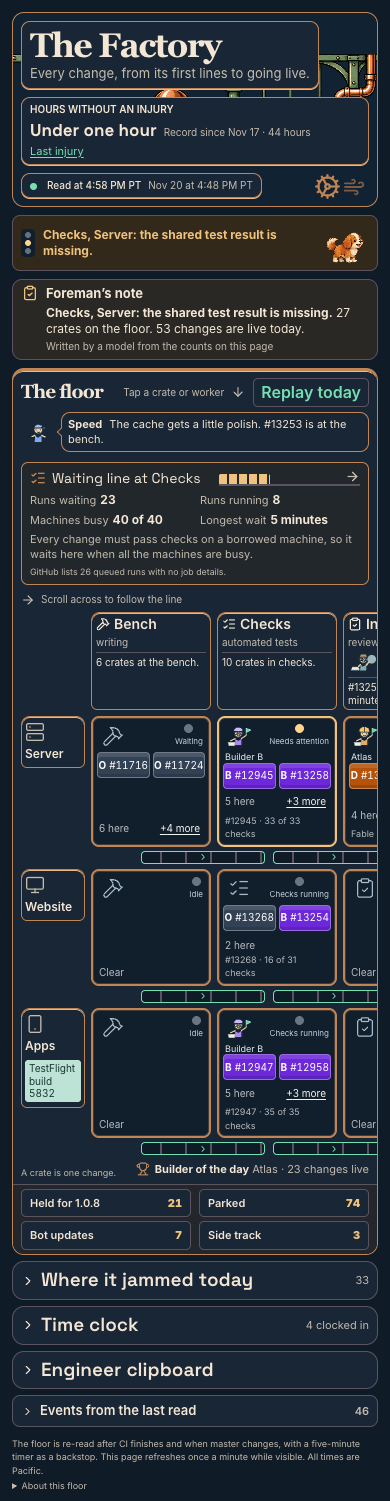 The Factory
Every change, from its first lines to going live.
HOURS WITHOUT AN INJURY
Under one hour Record since Nov 17 · 44 hours
Last injury
Read at 4:58 PM PT Nov 20 at 4:48 PM PT
Checks, Server: the shared test result is
missing.
Foreman's note
Checks, Server: the shared test result is missing. 27
crates on the floor. 53 changes are live today.
Written by a model from the counts on this page
The floor
Tap a crate or worker
Replay today
Speed The cache gets a little polish. #13253 is at the
bench.
Waiting line at Checks
Runs waiting 23
Runs running 8
Machines busy 40 of 40
Longest wait 5 minutes
Every change must pass checks on a borrowed machine, so it
waits here when all the machines are busy.
GitHub lists 26 queued runs with no job details.
Scroll across to follow the line
Bench
writing
6 crates at the bench.
Checks
automated tests
10 crates in checks.
In
review
#1325
minute
Server
Waiting
O #11716
O #11724
6 here
+4 more
Needs attention
Builder B
B #12945
B #13258
5 here
+3 more
#12945 · 33 of 33
checks
Atlas
D #13
4 here
Fable
Website
Idle
Clear
Checks running
O #13268
B #13254
2 here
#13268 · 16 of 31
checks
Clear
Apps
TestFlight
build
5832
Idle
Clear
Checks running
Builder B
B #12947
B #12958
5 here
+3 more
#12947 · 35 of 35
checks
Clear
A crate is one change.
Builder of the day Atlas · 23 changes live
Held for 1.0.8 21
Parked 74
Bot updates 7
Side track 3
Where it jammed today 33
Time clock 4 clocked in
Engineer clipboard
Events from the last read 46
The floor is re-read after CI finishes and when master changes, with a five-minute
timer as a backstop. This page refreshes once a minute while visible. All times are
Pacific.
About this floor